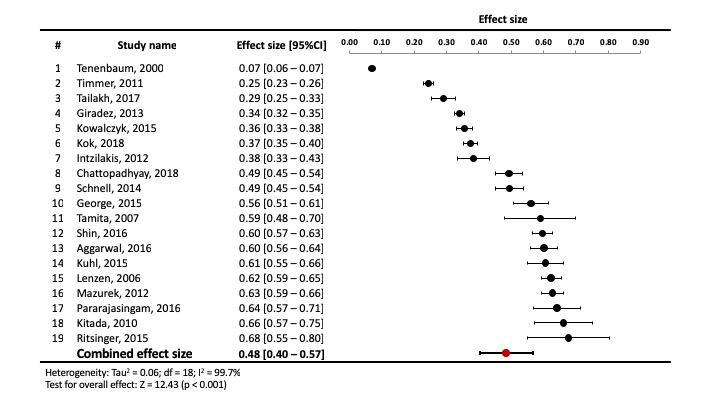 Effect size
# Study name Effect size [95%CI] 0.00 0.10 0.20 0.30 0.40 0.50 0.60 0.70 0.80 0.90
1 Tenenbaum, 2000 0.07 [0.06 – 0.07]
2 Timmer, 2011 0.25 [0.23 – 0.26]
3 Tailakh, 2017 0.29 [0.25 – 0.33]
4 Giradez, 2013 0.34 [0.32 – 0.35]
5 Kowalczyk, 2015 0.36 [0.33 – 0.38]
6 Kok, 2018 0.37 [0.35 – 0.40]
7 Intzilakis, 2012 0.38 [0.33 – 0.43]
8 Chattopadhyay, 2018 0.49 [0.45 – 0.54]
9 Schnell, 2014 0.49 [0.45 – 0.54]
10 George, 2015 0.56 [0.51 – 0.61]
11 Tamita, 2007 0.59 [0.48 – 0.70]
12 Shin, 2016 0.60 [0.57 – 0.63]
13 Aggarwal, 2016 0.60 [0.56 – 0.64]
14 Kuhl, 2015 0.61 [0.55 – 0.66]
15 Lenzen, 2006 0.62 [0.59 – 0.65]
16 Mazurek, 2012 0.63 [0.59 – 0.66]
17 Pararajasingam, 2016 0.64 [0.57 – 0.71]
18 Kitada, 2010 0.66 [0.57 – 0.75]
19 Ritsinger, 2015 0.68 [0.55 – 0.80]
Combined effect size 0.48 [0.40 – 0.57]
Heterogeneity: Tau² = 0.06; df = 18; I² = 99.7%
Test for overall effect: Z = 12.43 (p < 0.001)